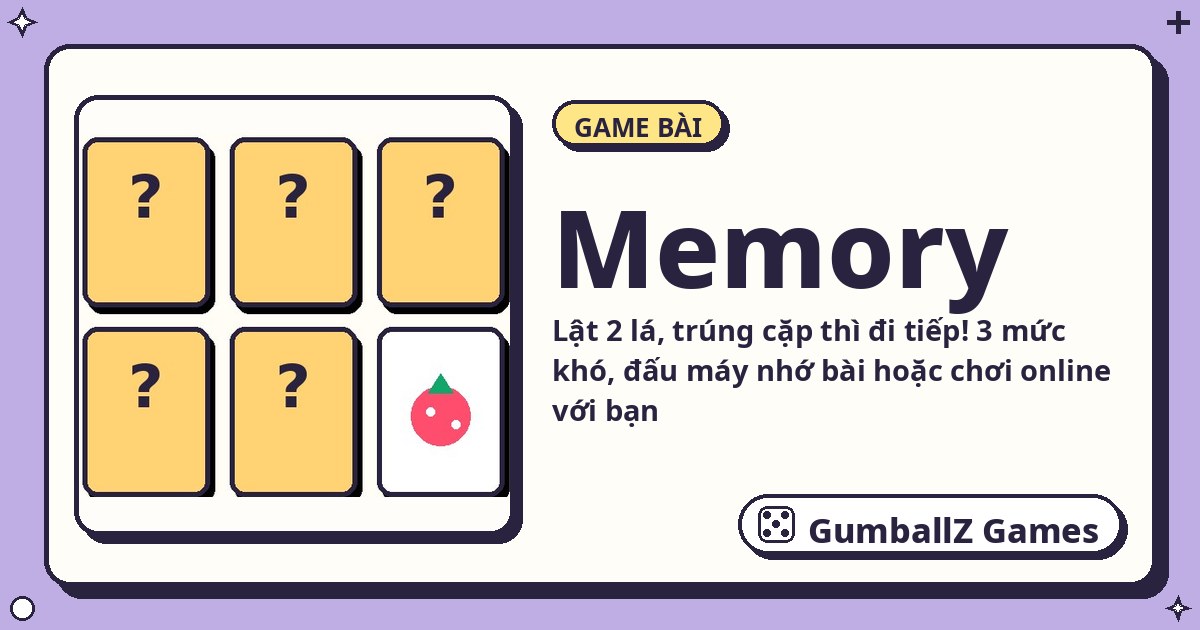 ? ? ?
? ?
GAME BÀI
Memory
Lật 2 lá, trúng cặp thì đi tiếp! 3 mức
khó, đấu máy nhớ bài hoặc chơi online
với bạn
GumballZ Games